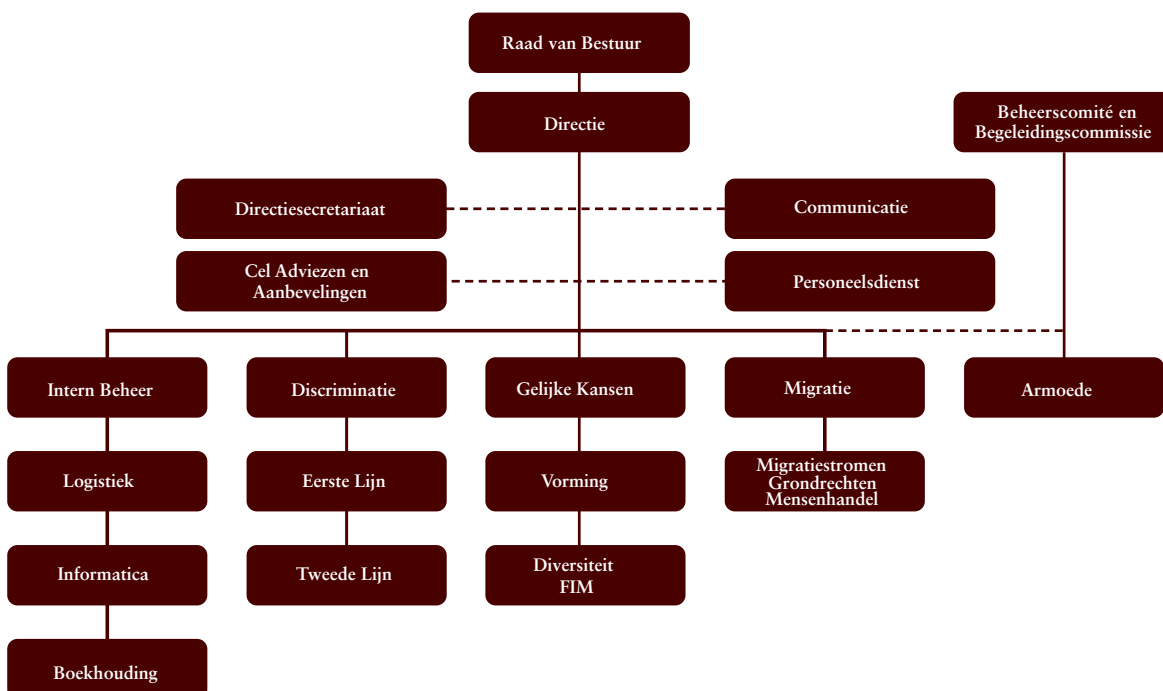 Raad van Bestuur
Directie
Beheerscomité en
Begeleidingscommissie
Directiesecretariaat
Communicatie
Cel Adviezen en
Aanbevelingen
Personeelsdienst
Intern Beheer
Discriminatie
Gelijke Kansen
Migratie
Armoede
Logistiek
Eerste Lijn
Vorming
Migratiestromen
Grondrechten
Mensenhandel
Informatica
Tweede Lijn
Diversiteit
FIM
Boekhouding